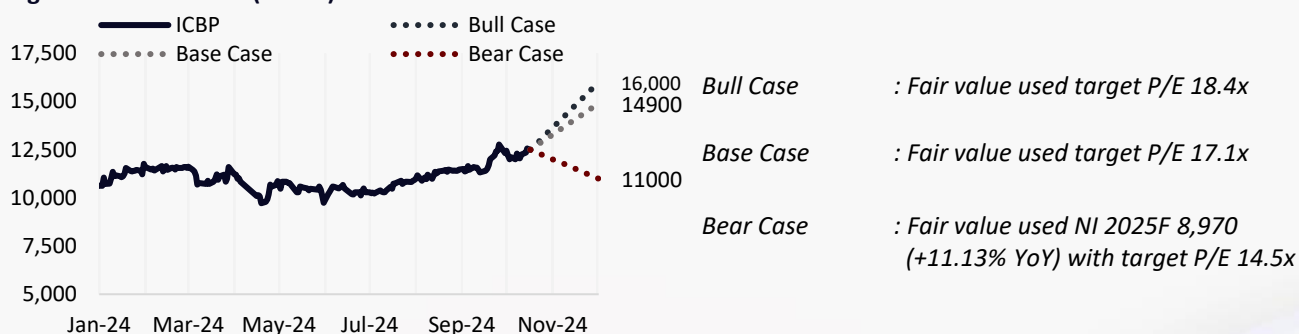 ICBP
Bull Case
Base Case
Bear Case
17,500
15,000
12,500
10,000
7,500
5,000
16,000
14900
11000
Jan-24 Mar-24 May-24 Jul-24 Sep-24 Nov-24
Bull Case : Fair value used target P/E 18.4x
Base Case : Fair value used target P/E 17.1x
Bear Case : Fair value used NI 2025F 8,970
(+11.13% YoY) with target P/E 14.5x